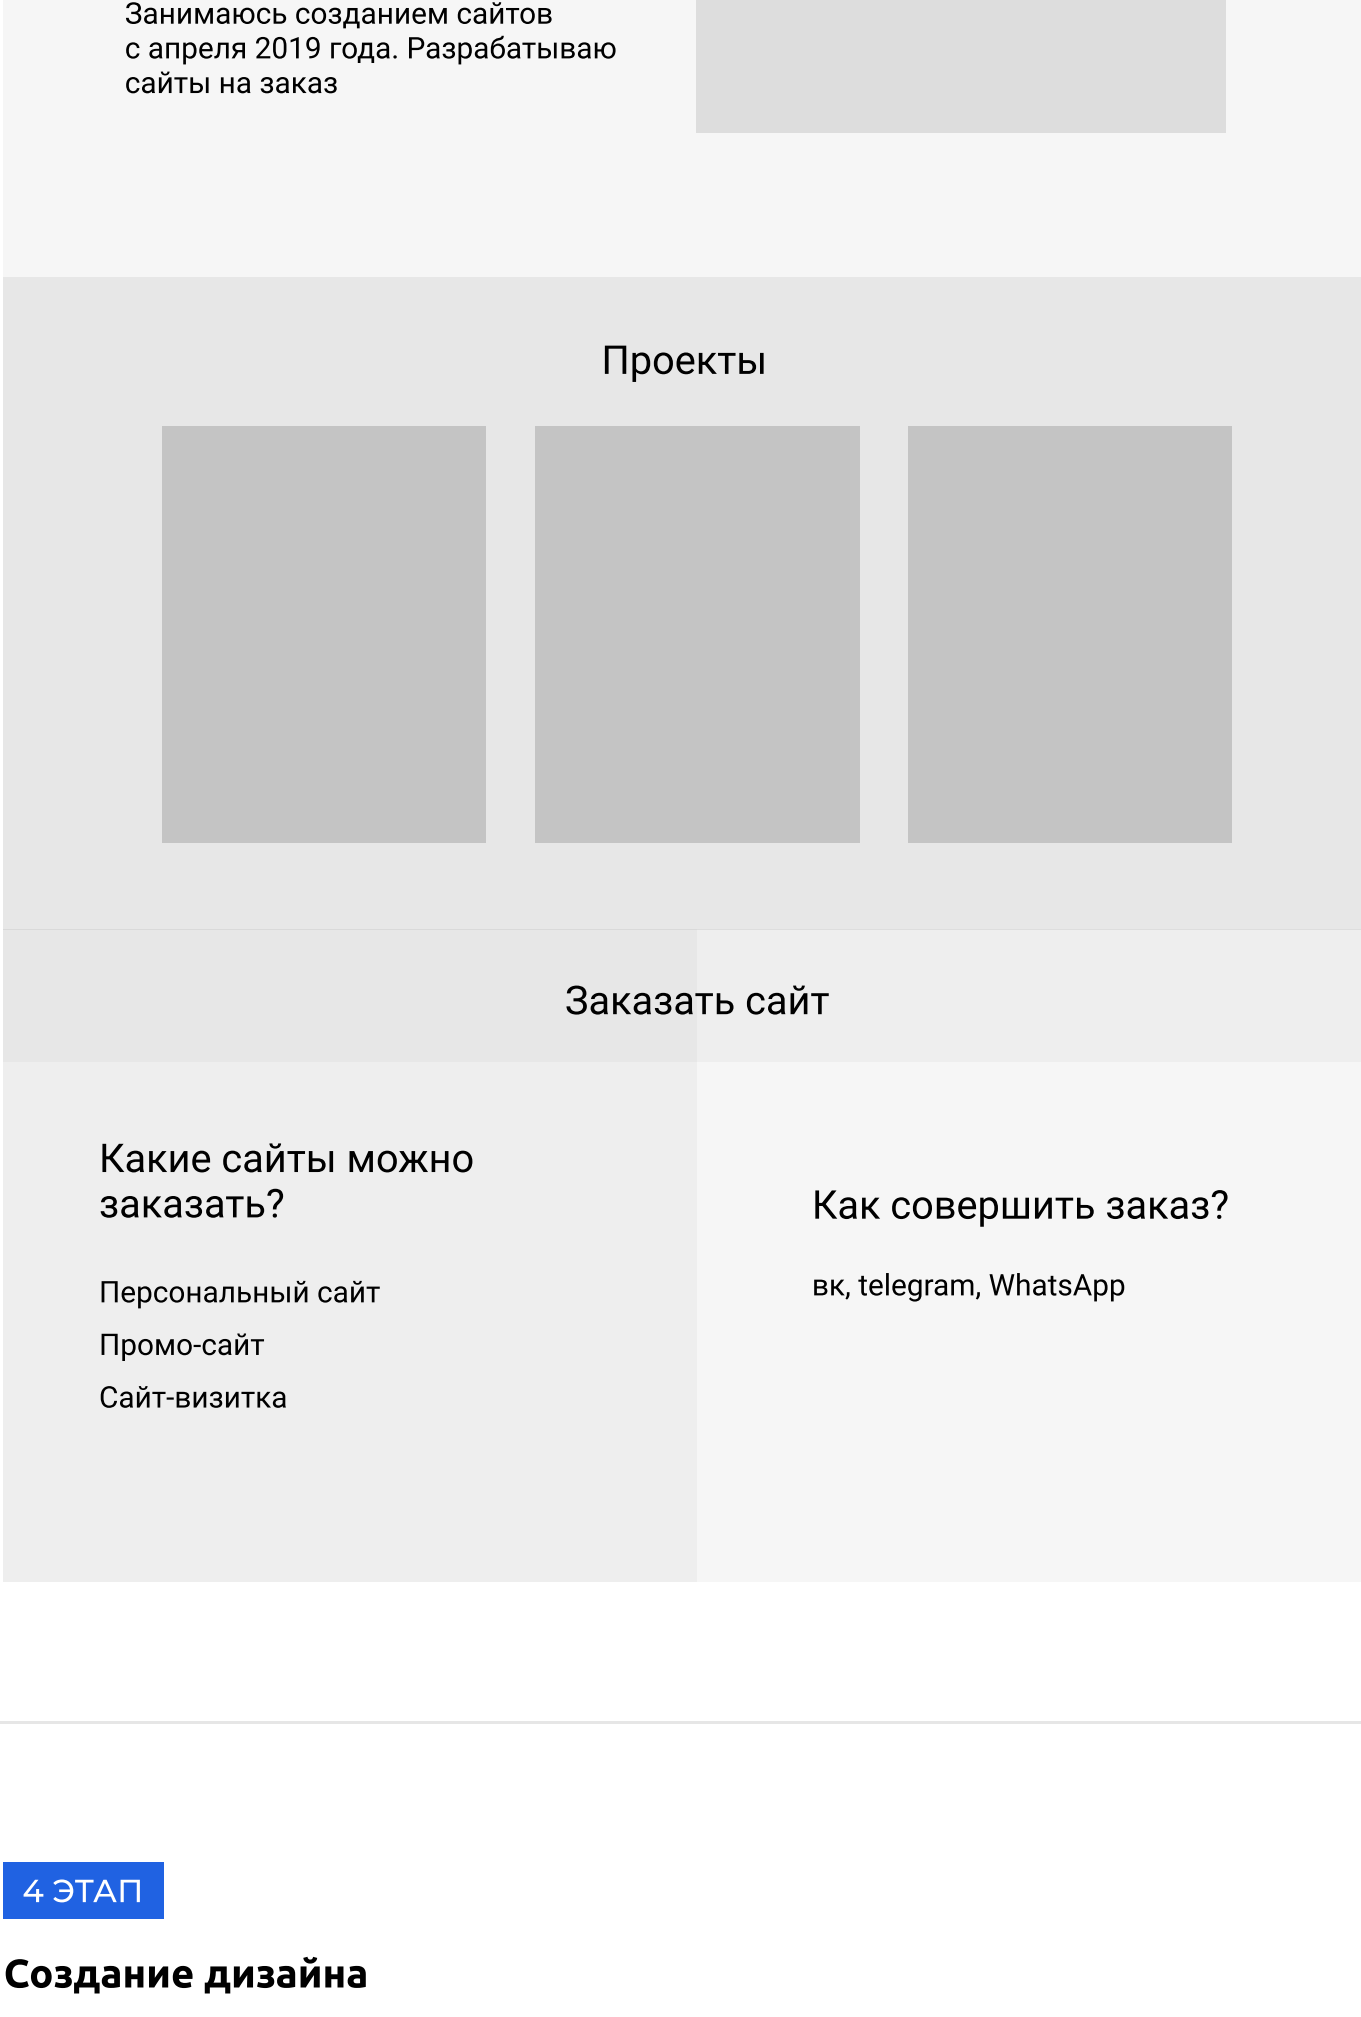 Занимаюсь созданием сайтов
с апреля 2019 года. Разрабатываю
сайты на заказ
Проекты
Заказать сайт
Какие сайты можно
заказать?
Персональный сайт
Промо-сайт
Сайт-визитка
Как совершить заказ?
вк, telegram, WhatsApp
4 ЭТАП
Создание дизайна